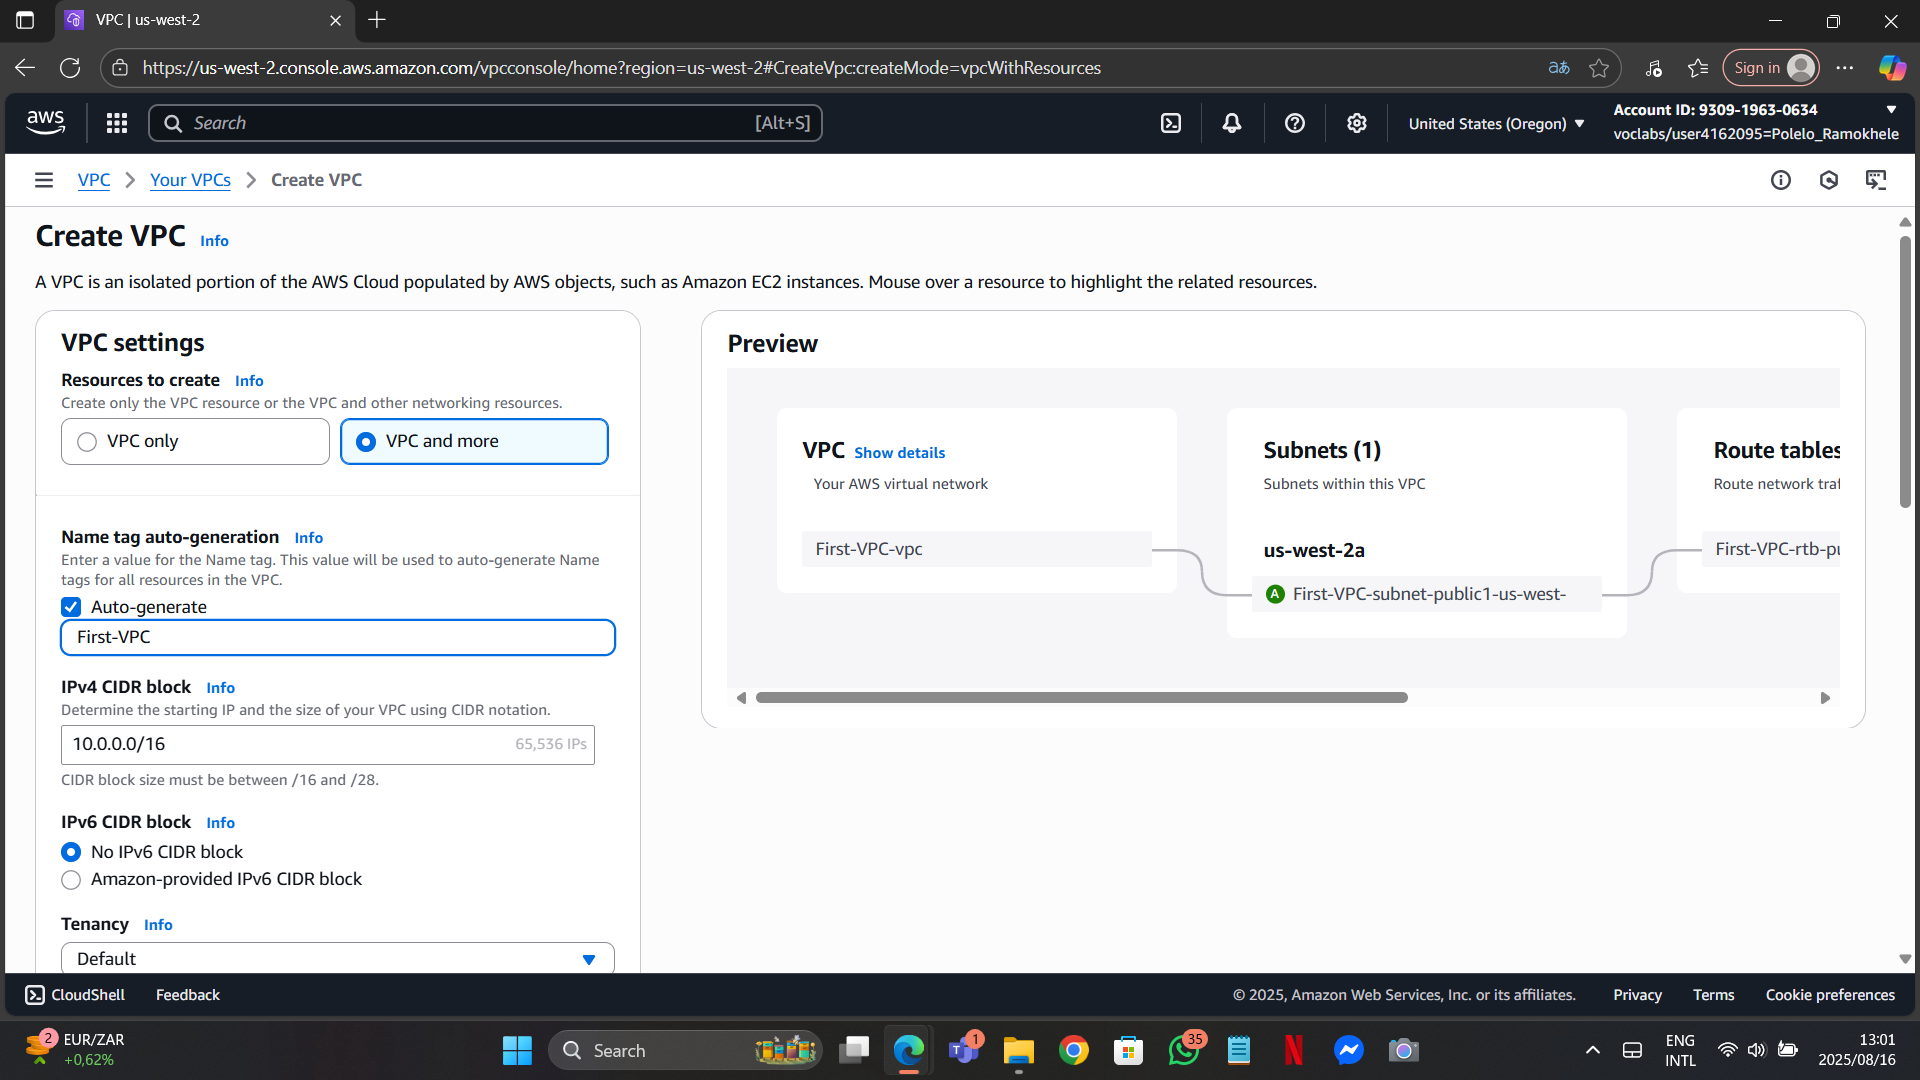 VPC | us-west-2
https://us-west-2.console.aws.amazon.com/vpcconsole/home?region=us-west-2#CreateVpc:createMode=vpcWithResources
aあ
Sign in
aws
Search
[Alt+S]
United States (Oregon)
Account ID: 9309-1963-0634
voclabs/user4162095=Polelo_Ramokhele
VPC
Your VPCs
Create VPC
Create VPC
Info
A VPC is an isolated portion of the AWS Cloud populated by AWS objects, such as Amazon EC2 instances. Mouse over a resource to highlight the related resources.
VPC settings
Resources to create
Info
Create only the VPC resource or the VPC and other networking resources.
VPC only
VPC and more
Name tag auto-generation
Info
Enter a value for the Name tag. This value will be used to auto-generate Name
tags for all resources in the VPC.
Auto-generate
First-VPC
IPv4 CIDR block
Info
Determine the starting IP and the size of your VPC using CIDR notation.
10.0.0.0/16
65,536 IPs
CIDR block size must be between /16 and /28.
IPv6 CIDR block
Info
No IPv6 CIDR block
Amazon-provided IPv6 CIDR block
Tenancy
Info
Default
Preview
VPC
Show details
Your AWS virtual network
First-VPC-vpc
Subnets (1)
Subnets within this VPC
us-west-2a
A
First-VPC-subnet-public1-us-west-
Route tables
Route network traf
First-VPC-rtb-pu
CloudShell
Feedback
© 2025, Amazon Web Services, Inc. or its affiliates.
Privacy
Terms
Cookie preferences
2
EUR/ZAR
+0,62%
Search
1
35
ENG
INTL
13:01
2025/08/16